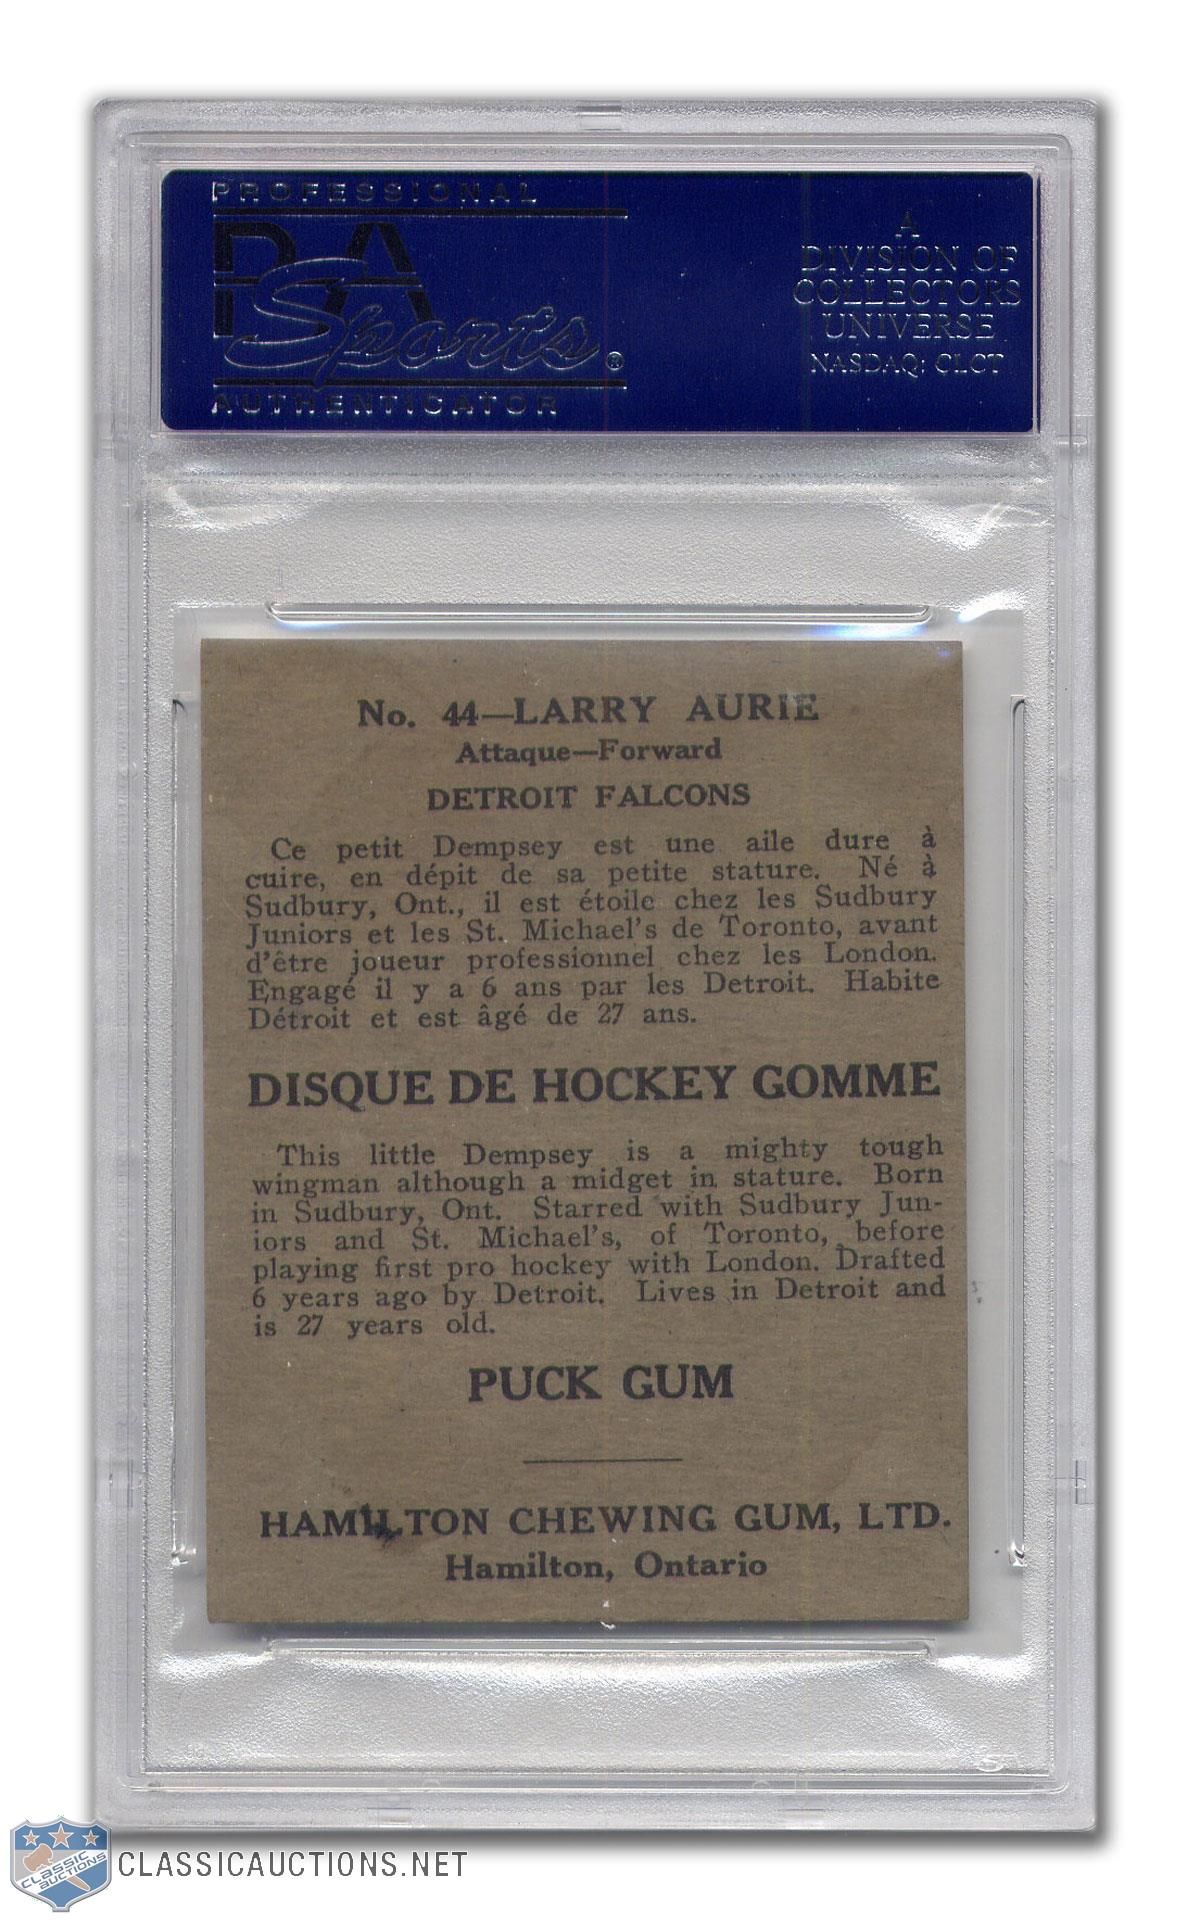 PROFESSIONAL
PSA
Sports®
AUTHENTICATOR
A
DIVISION OF
COLLECTORS
UNIVERSE
NASDAQ: CLCT
No. 44—LARRY AURIE
Attaque—Forward
DETROIT FALCONS
Ce petit Dempsey est une aile dure à
cuire, en dépit de sa petite stature. Né à
Sudbury, Ont., il est étoile chez les Sudbury
Juniors et les St. Michael's de Toronto, avant
d'être joueur professionnel chez les London.
Engagé il y a 6 ans par les Detroit. Habite
Détroit et est âgé de 27 ans.
DISQUE DE HOCKEY GOMME
This little Dempsey is a mighty tough
wingman although a midget in stature. Born
in Sudbury, Ont. Starred with Sudbury Jun-
iors and St. Michael's, of Toronto, before
playing first pro hockey with London. Drafted
6 years ago by Detroit. Lives in Detroit and
is 27 years old.
PUCK GUM
HAMILTON CHEWING GUM, LTD.
Hamilton, Ontario
CLASSIC
AUCTIONS
CLASSICAUCTIONS.NET